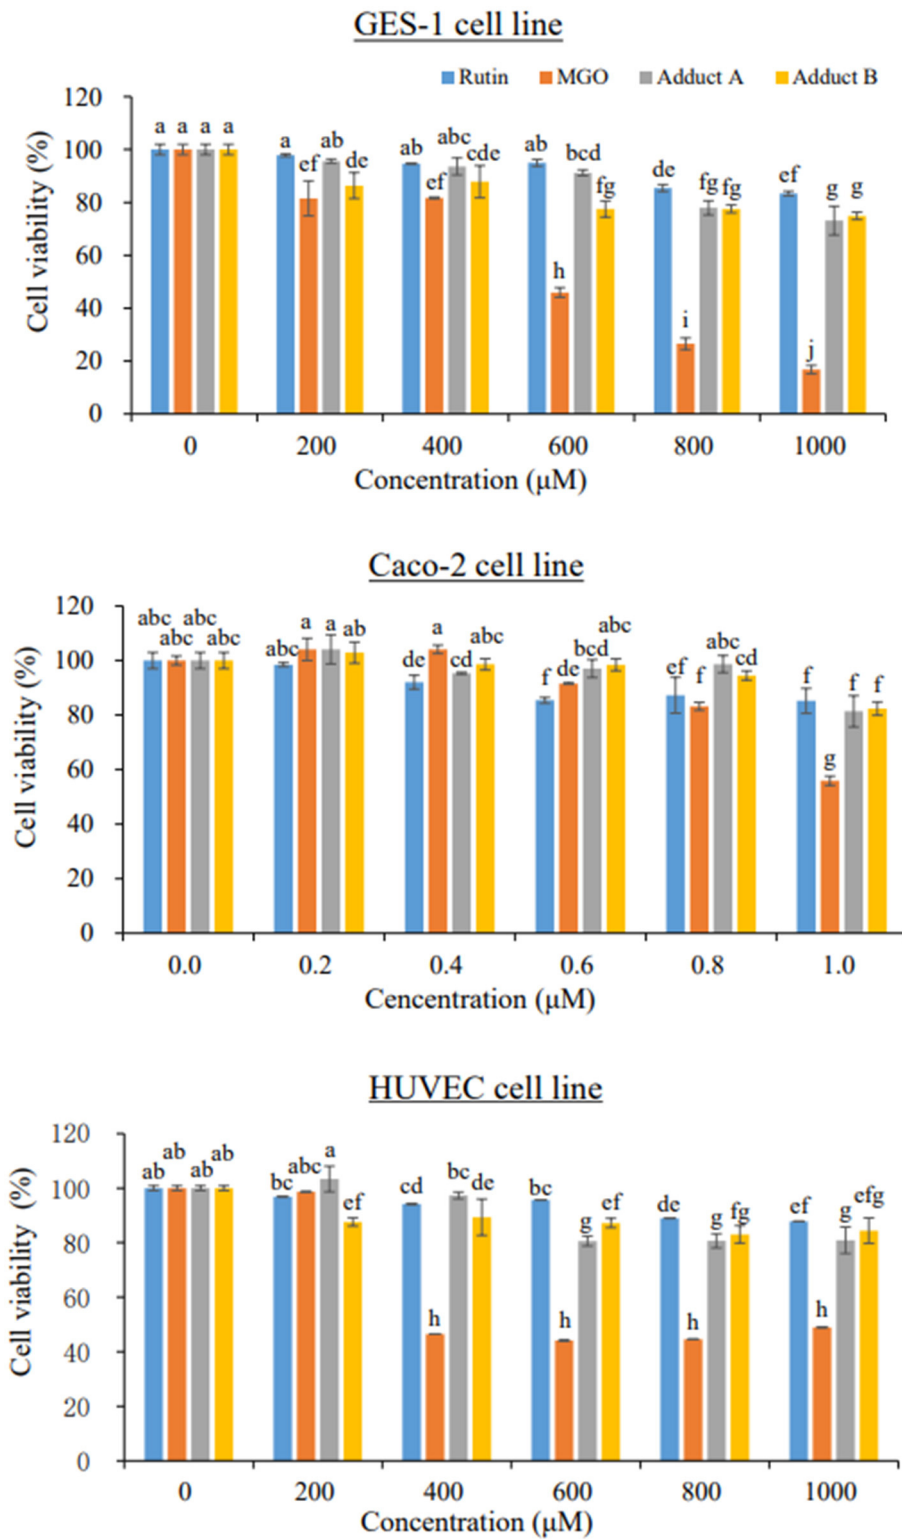 GES-1 cell line
Rutin MGO Adduct A Adduct B
Cell viability (%)
120
100
80
60
40
20
0
a a a a
a ef ab de
ab ef abc cde
ab h bcd fg
de i fg fg
ef j g g
0 200 400 600 800 1000
Concentration (μM)
Caco-2 cell line
Cell viability (%)
120
100
80
60
40
20
0
abc abc abc abc
abc a a ab
de a cd abc
f de bcd abc
ef f abc cd
f g f f
0.0 0.2 0.4 0.6 0.8 1.0
Cencentration (μM)
HUVEC cell line
Cell viability (%)
120
100
80
60
40
20
0
ab ab ab ab
bc abc a ef
cd h bc de
bc h g ef
de h g fg
ef h g efg
0 200 400 600 800 1000
Concentration (μM)